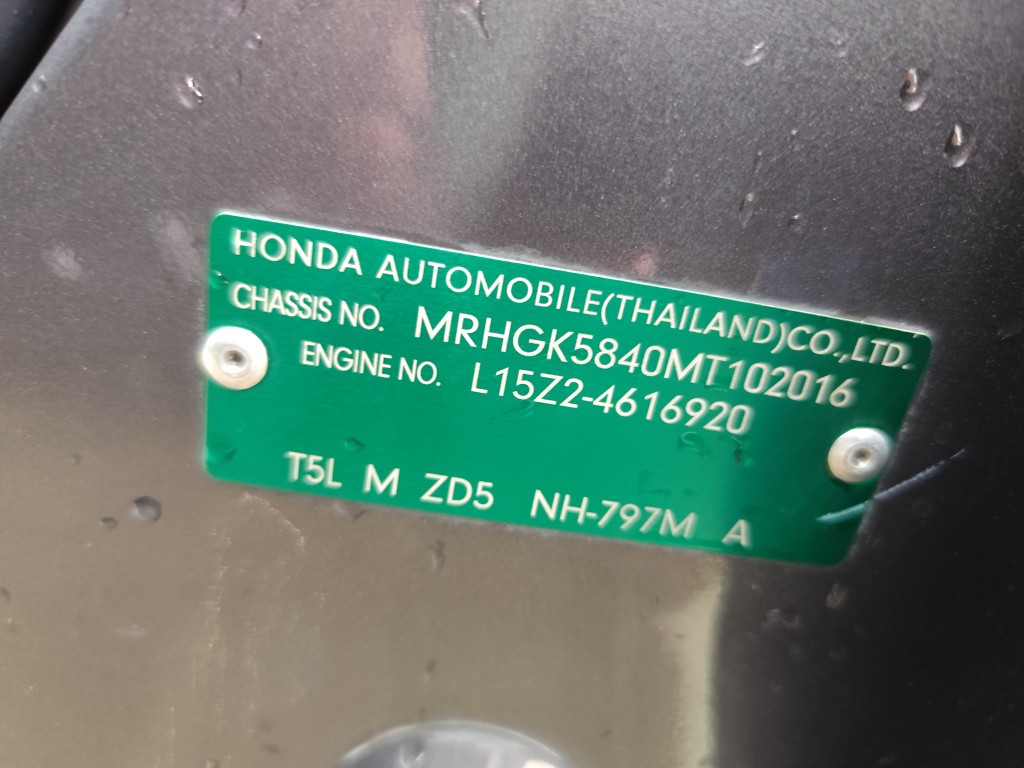 HONDA AUTOMOBILE(THAILAND)CO.,LTD.
CHASSIS NO. MRHGK5840MT102016
ENGINE NO. L15Z2-4616920
T5L M ZD5 NH-797M A